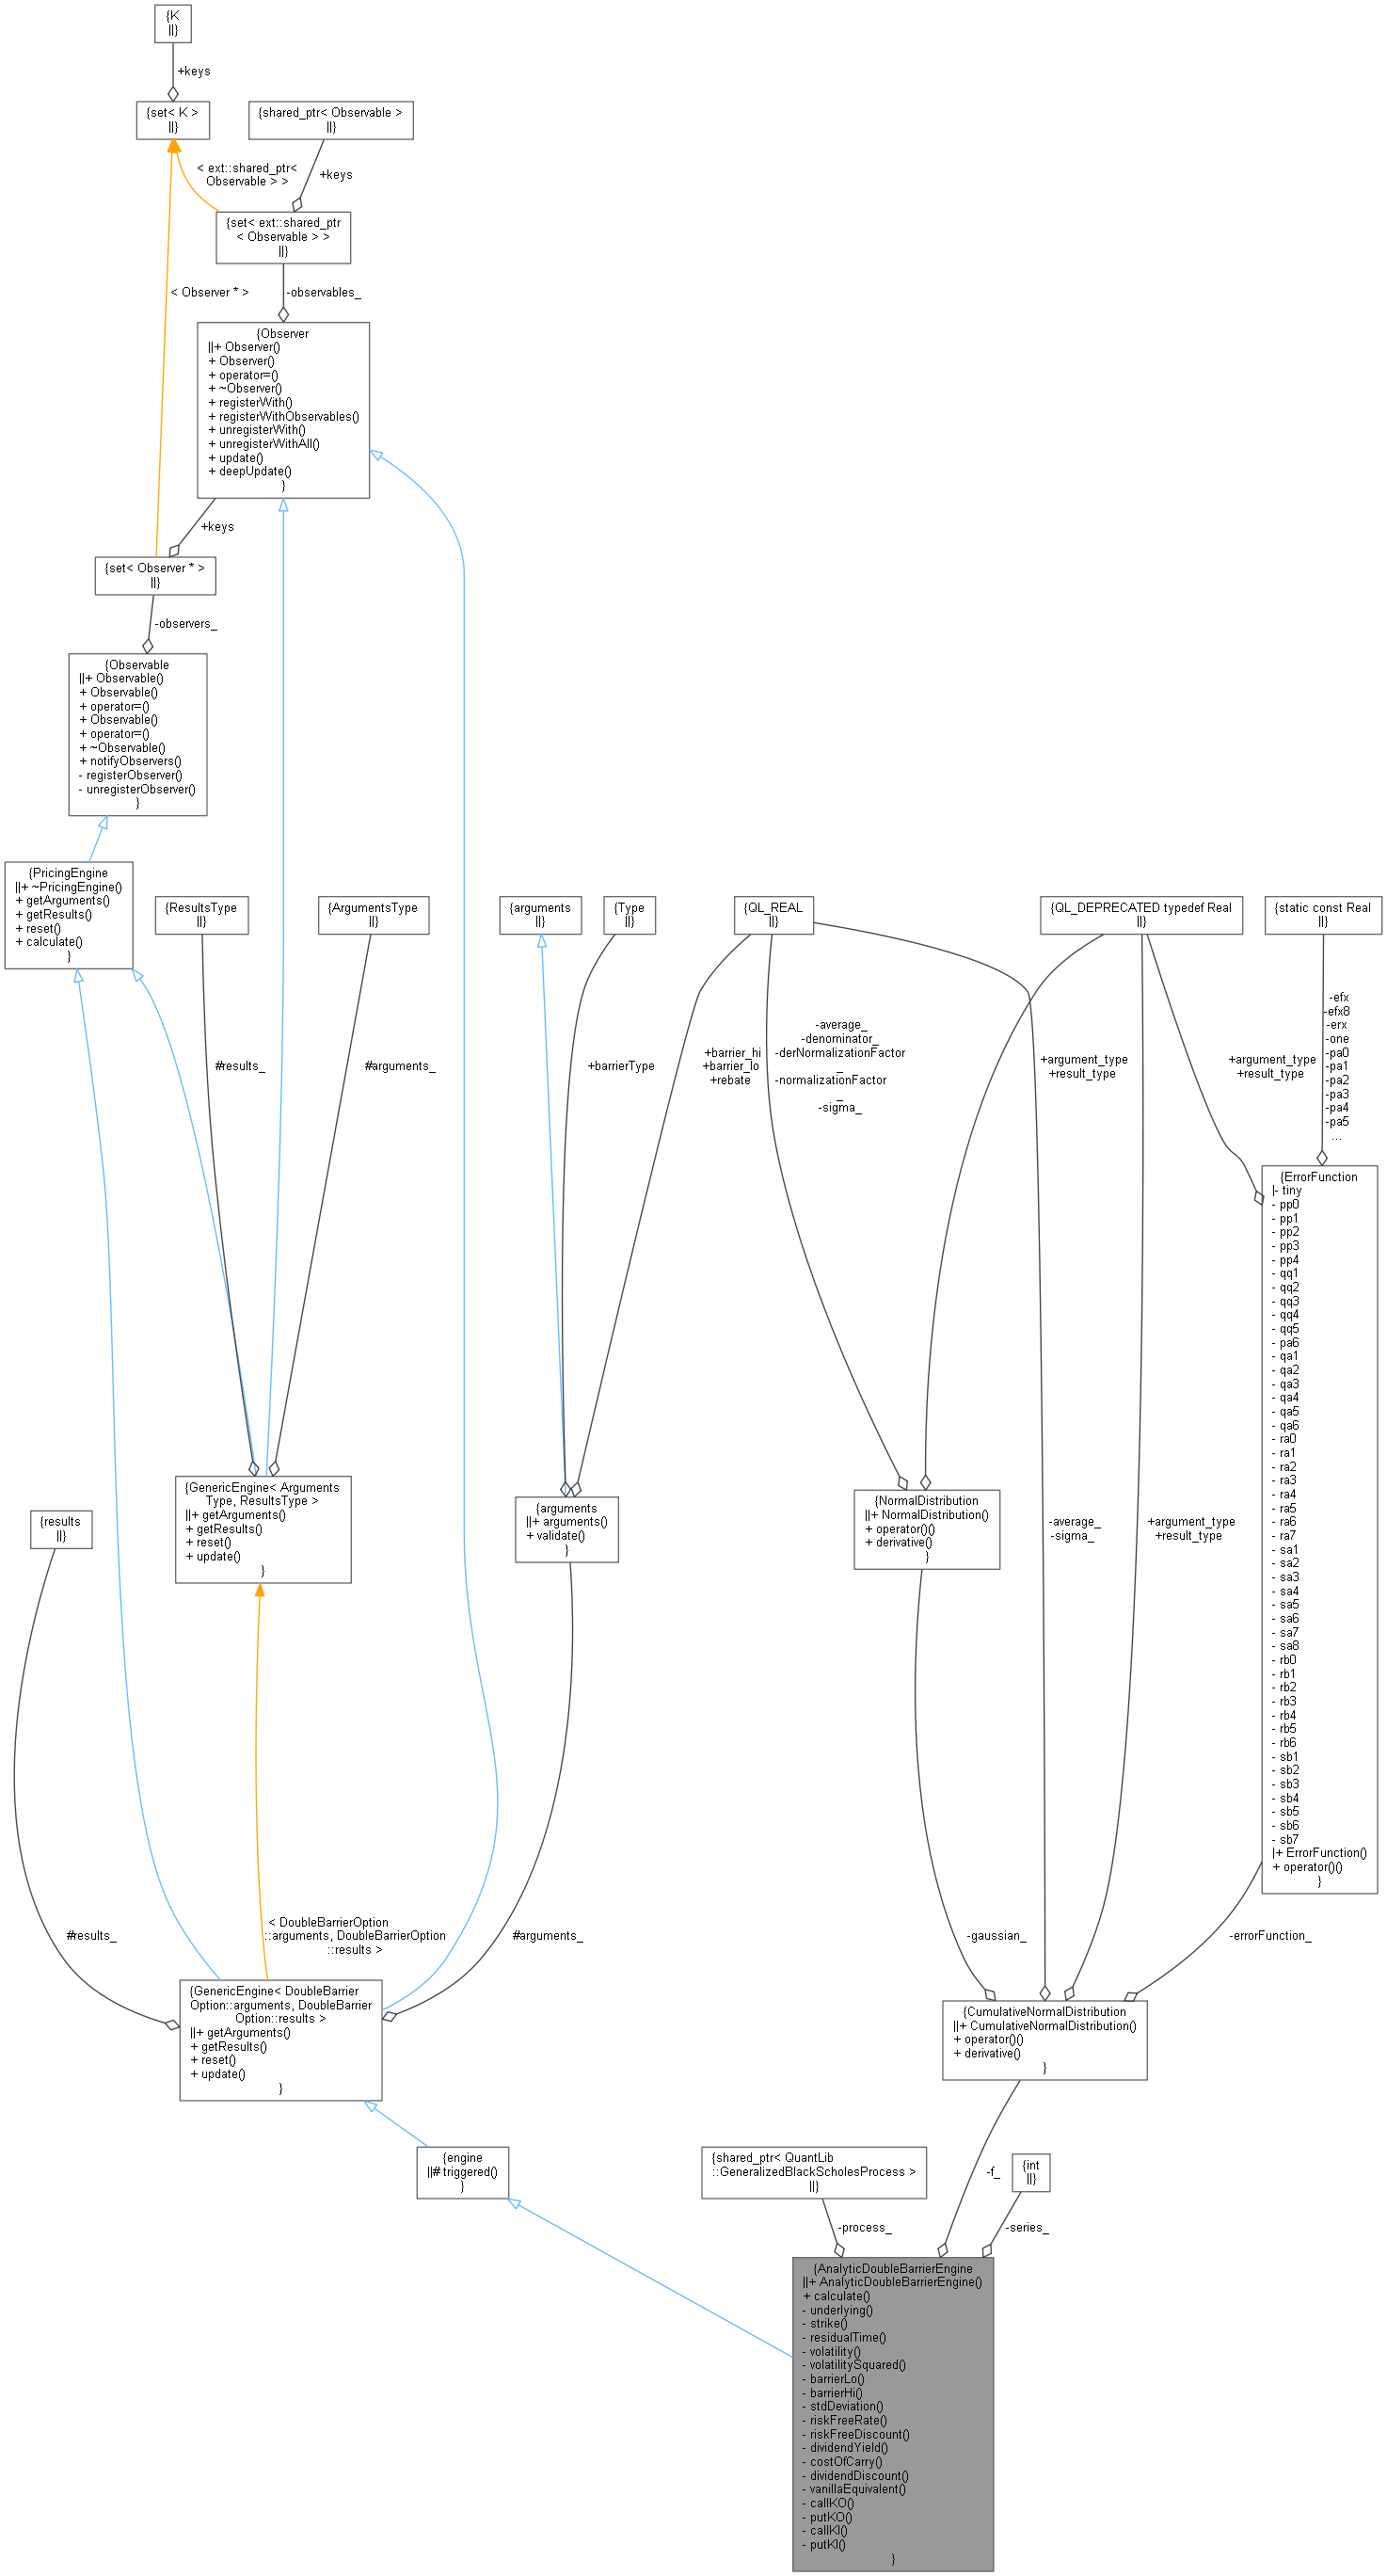 {K
||}
+keys
{set< K >
||}
{shared_ptr< Observable >
||}
< ext::shared_ptr<
Observable > >
+keys
{set< ext::shared_ptr
< Observable > >
||}
< Observer * >
-observables_
{Observer
||+ Observer()
+ Observer()
+ operator=()
+ ~Observer()
+ registerWith()
+ registerWithObservables()
+ unregisterWith()
+ unregisterWithAll()
+ update()
+ deepUpdate()
}
+keys
{set< Observer * >
||}
-observers_
{Observable
||+ Observable()
+ Observable()
+ operator=()
+ Observable()
+ operator=()
+ ~Observable()
+ notifyObservers()
- registerObserver()
- unregisterObserver()
}
{PricingEngine
||+ ~PricingEngine()
+ getArguments()
+ getResults()
+ reset()
+ calculate()
}
{ResultsType
||}
{ArgumentsType
||}
{arguments
||}
{Type
||}
{QL_REAL
||}
{QL_DEPRECATED typedef Real
||}
{static const Real
||}
#results_
#arguments_
+barrierType
+barrier_hi
+barrier_lo
+rebate
-average_
-denominator_
-derNormalizationFactor
_
-normalizationFactor
_
-sigma_
+argument_type
+result_type
+argument_type
+result_type
-efx
-efx8
-erx
-one
-pa0
-pa1
-pa2
-pa3
-pa4
-pa5
...
{ErrorFunction
|- tiny
- pp0
- pp1
- pp2
- pp3
- pp4
- qq1
- qq2
- qq3
- qq4
- qq5
- pa6
- qa1
- qa2
- qa3
- qa4
- qa5
- qa6
- ra0
- ra1
- ra2
- ra3
- ra4
- ra5
- ra6
- ra7
- sa1
- sa2
- sa3
- sa4
- sa5
- sa6
- sa7
- sa8
- rb0
- rb1
- rb2
- rb3
- rb4
- rb5
- rb6
- sb1
- sb2
- sb3
- sb4
- sb5
- sb6
- sb7
|+ ErrorFunction()
+ operator()()
}
{GenericEngine< Arguments
Type, ResultsType >
||+ getArguments()
+ getResults()
+ reset()
+ update()
}
{results
||}
{arguments
||+ arguments()
+ validate()
}
{NormalDistribution
||+ NormalDistribution()
+ operator()()
+ derivative()
}
-average_
-sigma_
+argument_type
+result_type
#results_
< DoubleBarrierOption
::arguments, DoubleBarrierOption
::results >
#arguments_
-gaussian_
-errorFunction_
{GenericEngine< DoubleBarrier
Option::arguments, DoubleBarrier
Option::results >
||+ getArguments()
+ getResults()
+ reset()
+ update()
}
{CumulativeNormalDistribution
||+ CumulativeNormalDistribution()
+ operator()()
+ derivative()
}
{engine
||# triggered()
}
{shared_ptr< QuantLib
::GeneralizedBlackScholesProcess >
||}
-f_
{int
||}
-process_
-series_
{AnalyticDoubleBarrierEngine
||+ AnalyticDoubleBarrierEngine()
+ calculate()
- underlying()
- strike()
- residualTime()
- volatility()
- volatilitySquared()
- barrierLo()
- barrierHi()
- stdDeviation()
- riskFreeRate()
- riskFreeDiscount()
- dividendYield()
- costOfCarry()
- dividendDiscount()
- vanillaEquivalent()
- callKO()
- putKO()
- callKI()
- putKI()
}